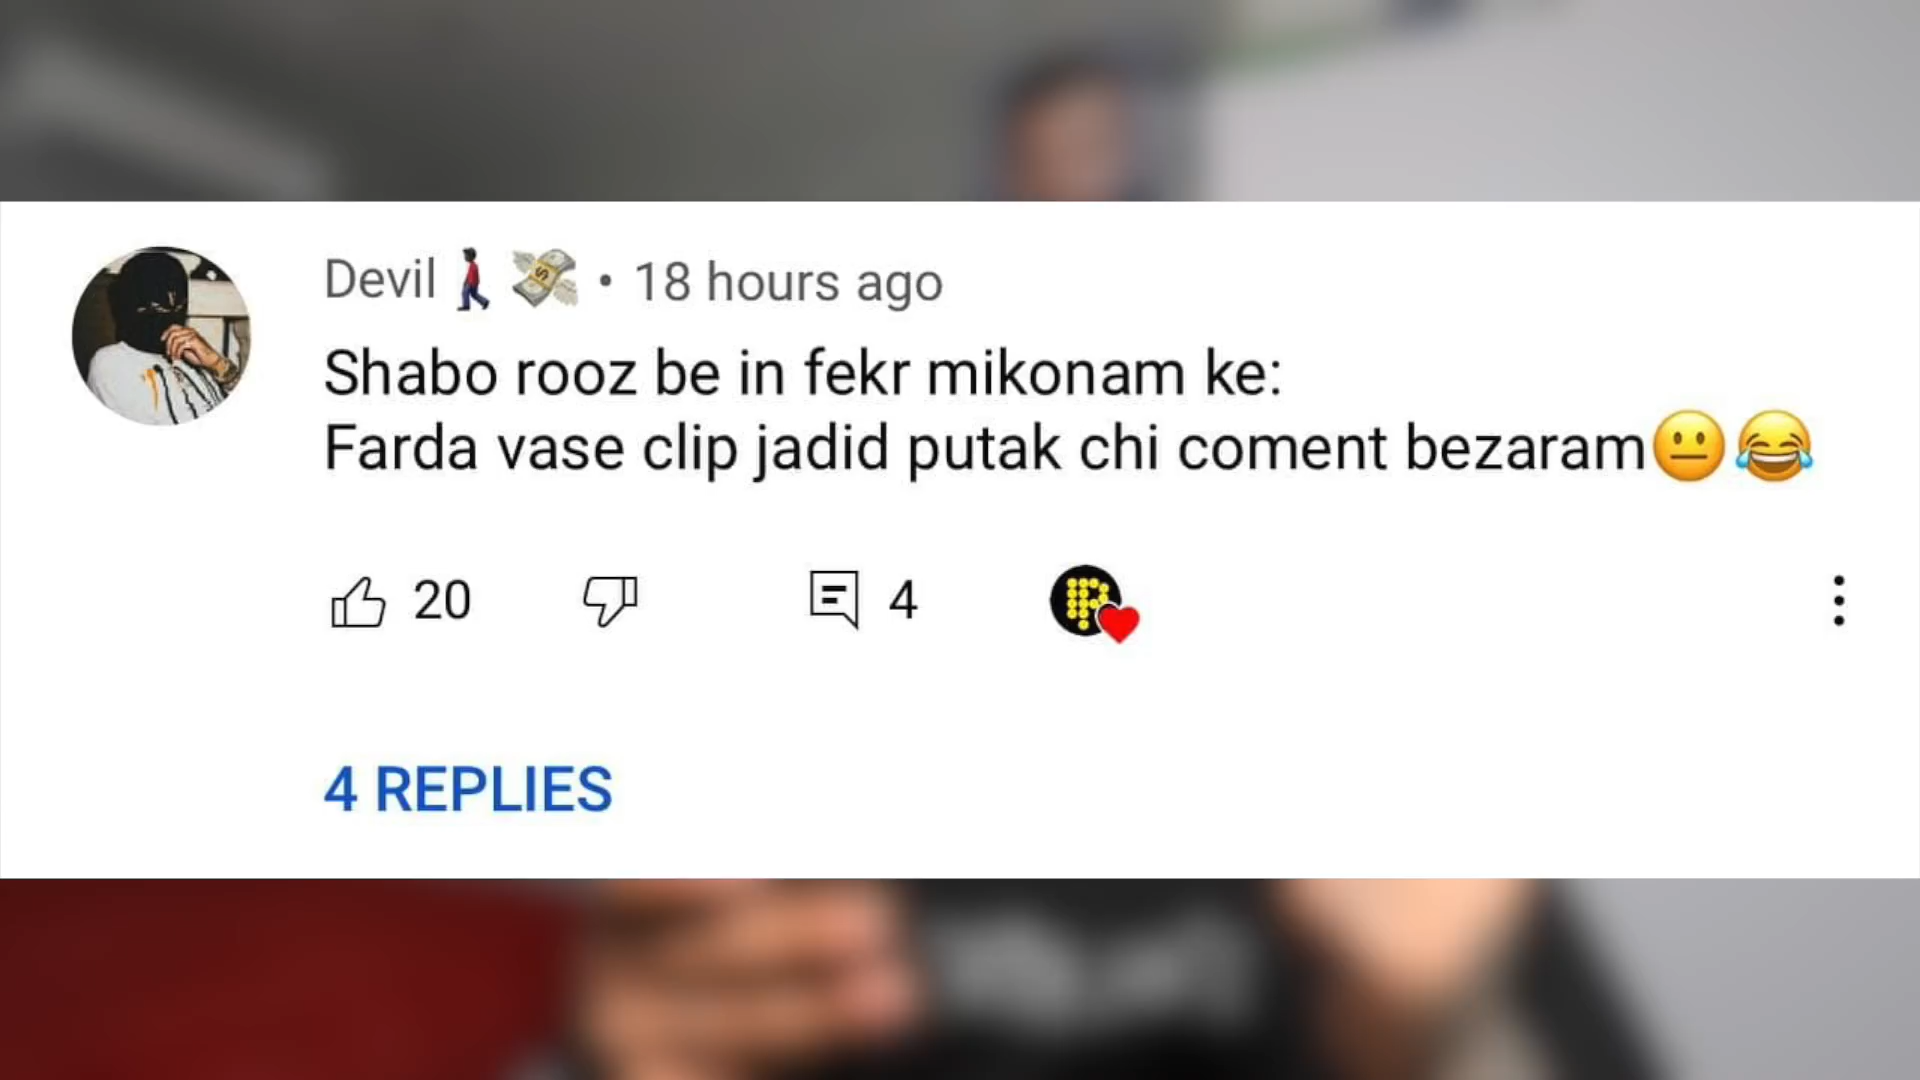 Devil🚶🏿‍♂️💸 • 18 hours ago
Shabo rooz be in fekr mikonam ke:
Farda vase clip jadid putak chi coment bezaram😐😂
20 4
4 REPLIES